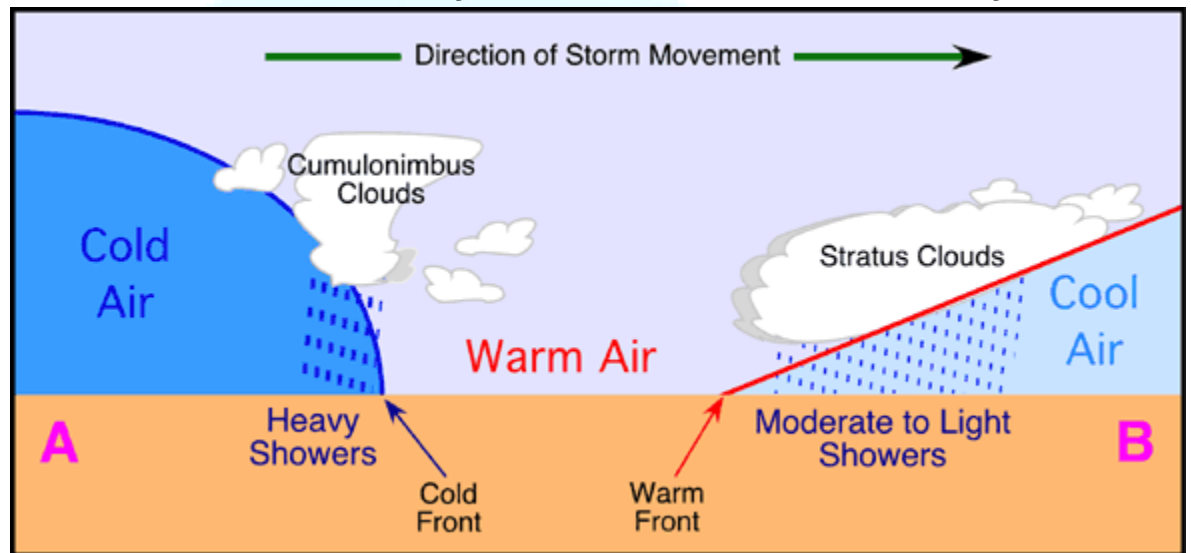 Direction of Storm Movement
Cumulonimbus
Clouds
Cold
Air
Stratus Clouds
Cool
Air
Warm Air
A
Heavy
Showers
Moderate to Light
Showers
B
Cold
Front
Warm
Front